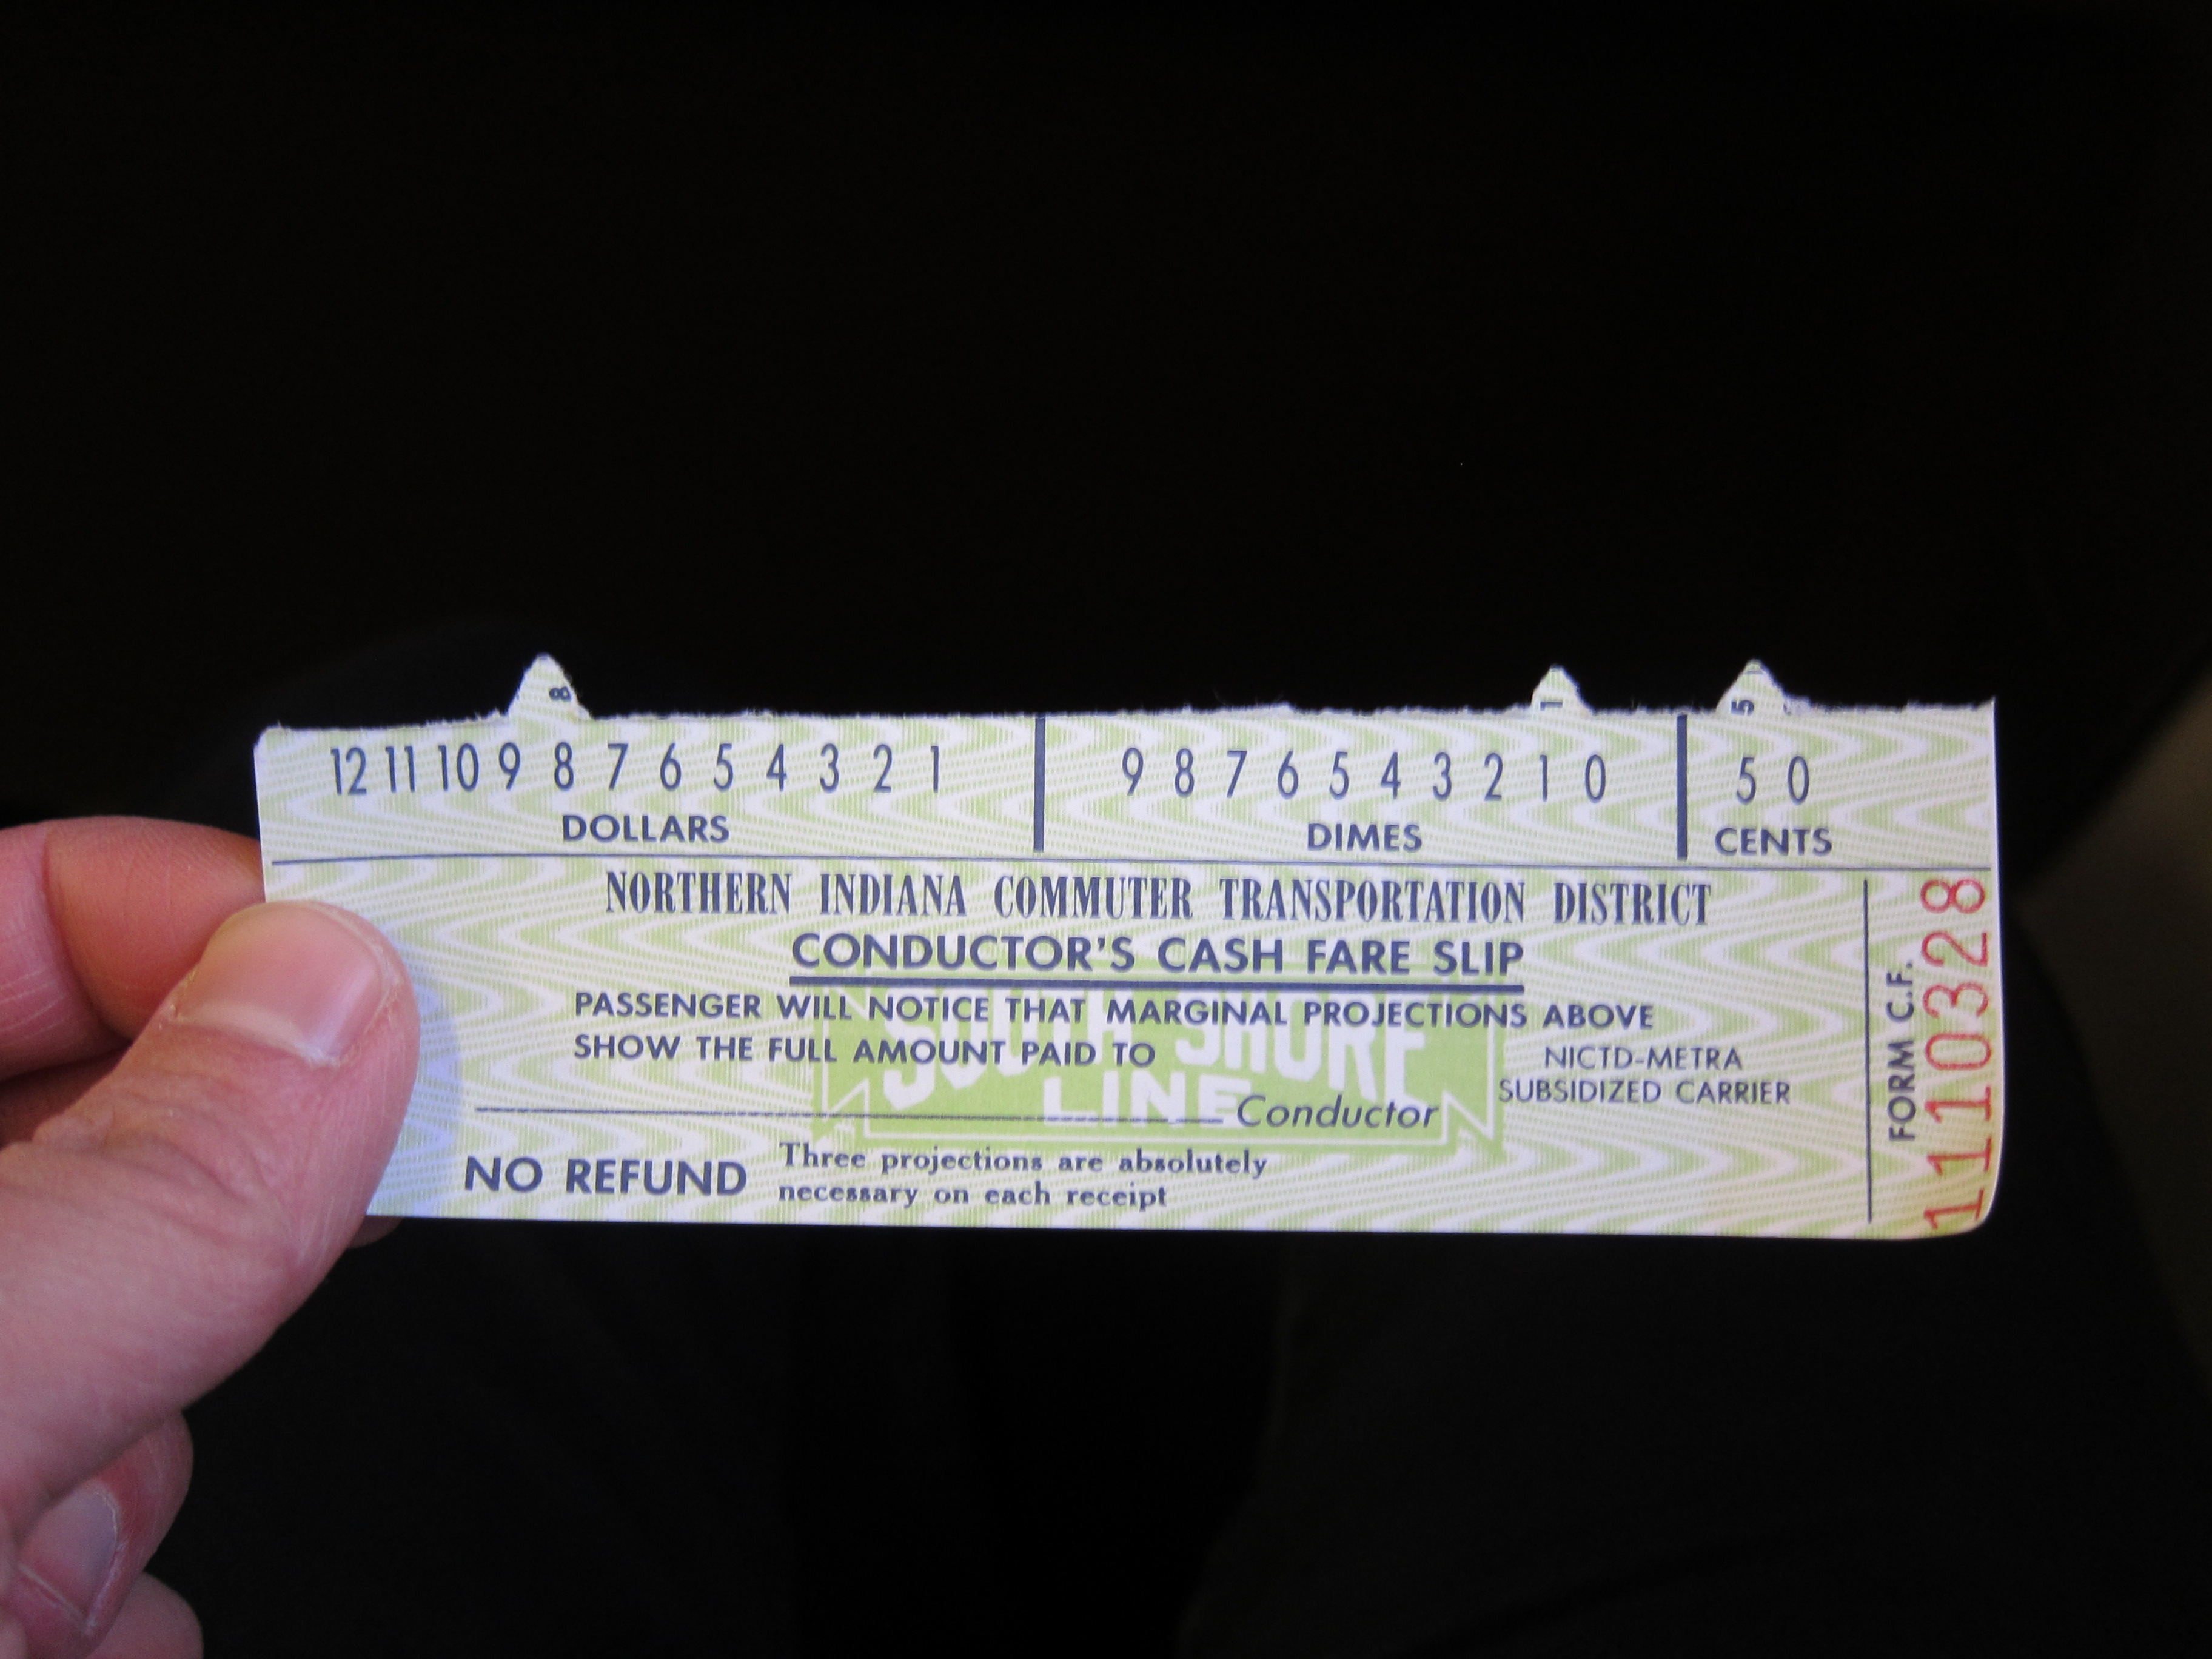 8 1 5
12 11 10 9 8 7 6 5 4 3 2 1 9 8 7 6 5 4 3 2 1 0 5 0
DOLLARS DIMES CENTS
NORTHERN INDIANA COMMUTER TRANSPORTATION DISTRICT
CONDUCTOR'S CASH FARE SLIP
PASSENGER WILL NOTICE THAT MARGINAL PROJECTIONS ABOVE
SHOW THE FULL AMOUNT PAID TO
NICTD-METRA
SUBSIDIZED CARRIER
Conductor
SOUTH SHORE
LINE
NO REFUND
Three projections are absolutely
necessary on each receipt
FORM C.F.
1110328